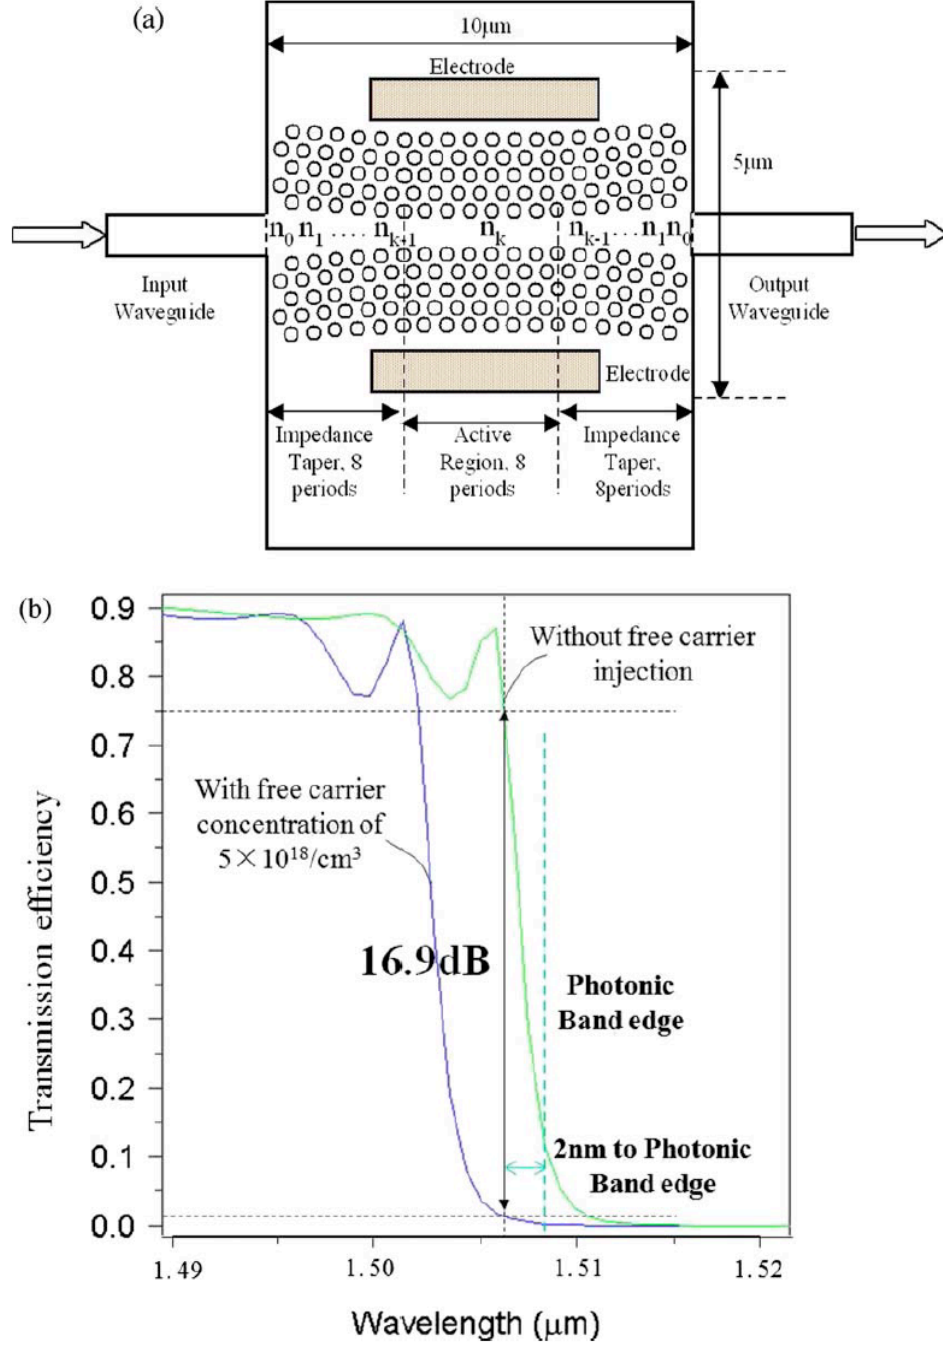 (a)
10μm
Electrode
5μm
n0 n1 ..... nk-1 nk nk-1 ...n1n0
Input
Waveguide
Output
Waveguide
Electrode
Impedance
Taper, 8
periods
Active
Region, 8
periods
Impedance
Taper,
8periods
(b)
0.9
0.8
0.7
0.6
0.5
0.4
0.3
0.2
0.1
0.0
Transmission efficiency
Without free carrier
injection
With free carrier
concentration of
5×10^18/cm^3
16.9dB
Photonic
Band edge
2nm to Photonic
Band edge
1.49 1.50 1.51 1.52
Wavelength (μm)